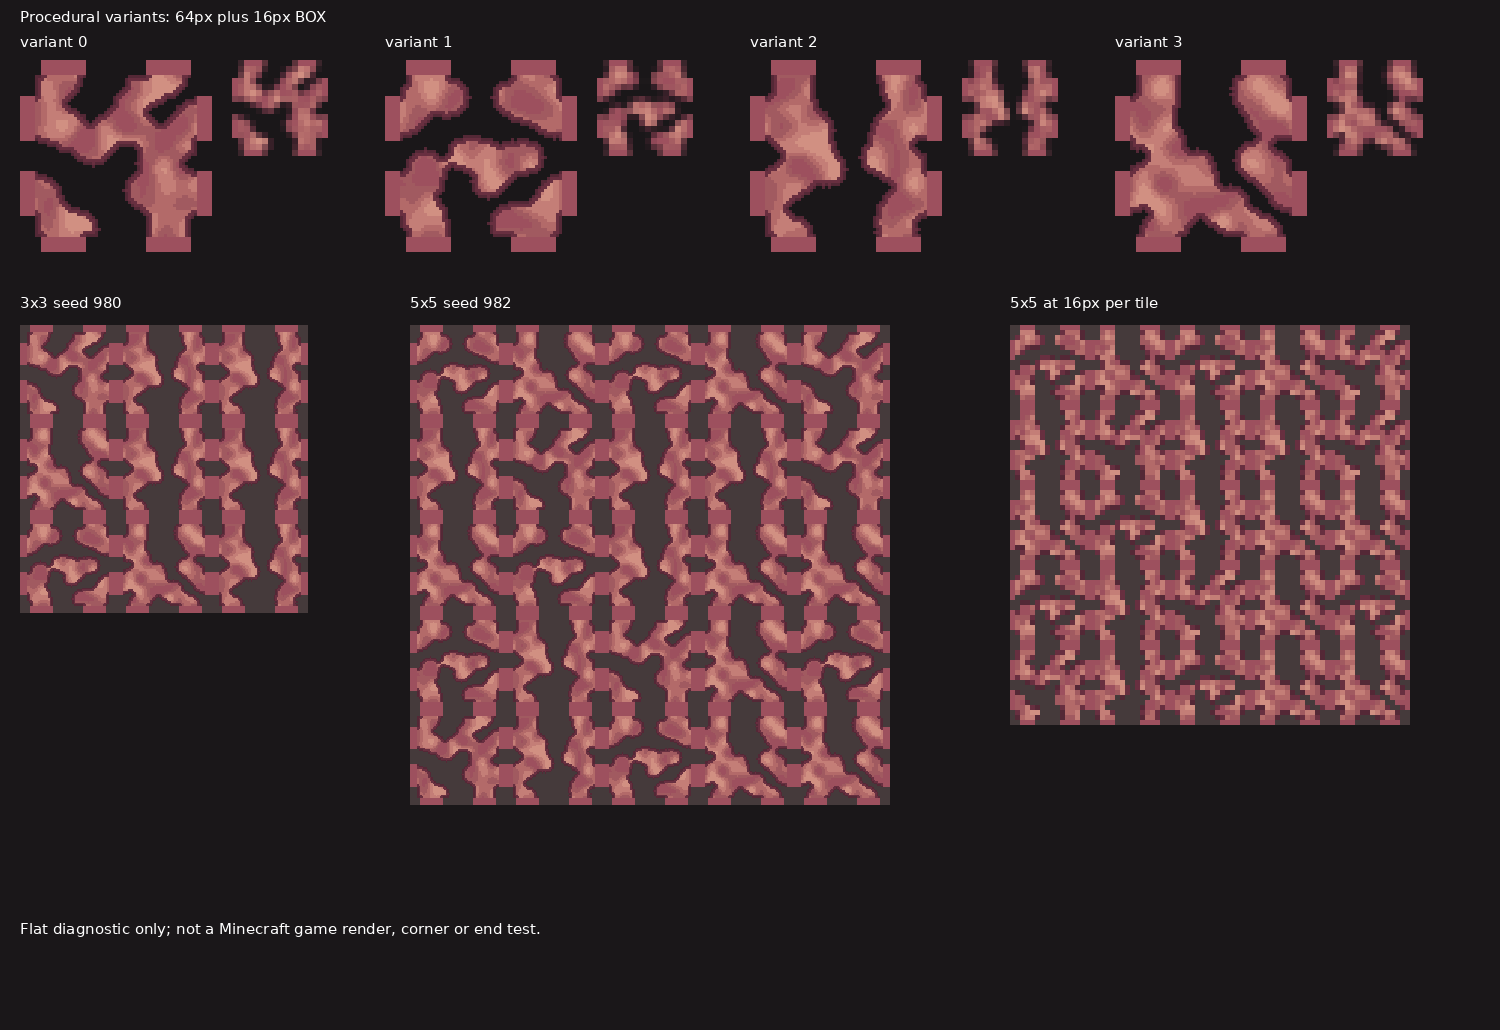 Procedural variants: 64px plus 16px BOX
variant 0
variant 1
variant 2
variant 3
3x3 seed 980
5x5 seed 982
5x5 at 16px per tile
Flat diagnostic only; not a Minecraft game render, corner or end test.